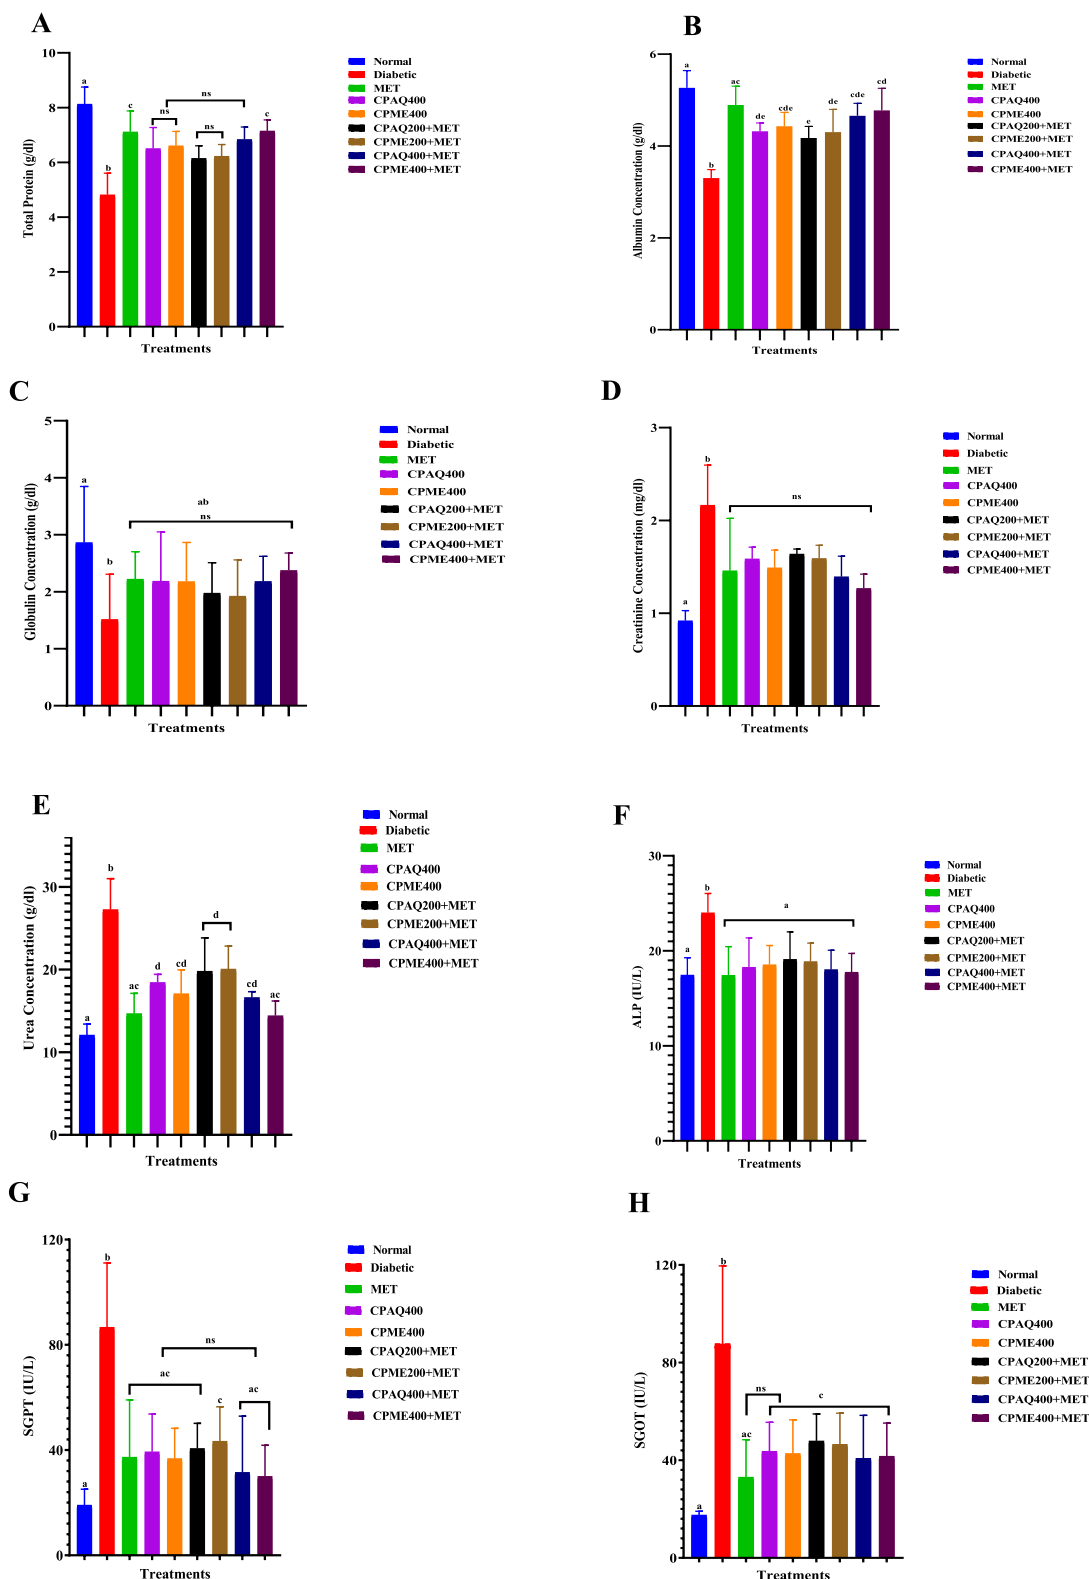 A
Total Protein (g/dl)
10
8
6
4
2
0
a
b
c
ns
ns
ns
c
Treatments
Normal
Diabetic
MET
CPAQ400
CPME400
CPAQ200+MET
CPME200+MET
CPAQ400+MET
CPME400+MET
B
Albumin Concentration (g/dl)
6
4
2
0
a
b
ac
de
cde
e
de
cde
cd
Treatments
Normal
Diabetic
MET
CPAQ400
CPME400
CPAQ200+MET
CPME200+MET
CPAQ400+MET
CPME400+MET
C
Globulin Concentration (g/dl)
5
4
3
2
1
0
a
b
ab
ns
Treatments
Normal
Diabetic
MET
CPAQ400
CPME400
CPAQ200+MET
CPME200+MET
CPAQ400+MET
CPME400+MET
D
Creatinine Concentration (mg/dl)
3
2
1
0
a
b
ns
Treatments
Normal
Diabetic
MET
CPAQ400
CPME400
CPAQ200+MET
CPME200+MET
CPAQ400+MET
CPME400+MET
E
Urea Concentration (g/dl)
30
20
10
0
a
b
ac
d
cd
d
cd
ac
Treatments
Normal
Diabetic
MET
CPAQ400
CPME400
CPAQ200+MET
CPME200+MET
CPAQ400+MET
CPME400+MET
F
ALP (IU/L)
30
20
10
0
a
b
a
Treatments
Normal
Diabetic
MET
CPAQ400
CPME400
CPAQ200+MET
CPME200+MET
CPAQ400+MET
CPME400+MET
G
SGPT (IU/L)
120
80
40
0
a
b
ac
ns
c
ac
Treatments
Normal
Diabetic
MET
CPAQ400
CPME400
CPAQ200+MET
CPME200+MET
CPAQ400+MET
CPME400+MET
H
SGOT (IU/L)
120
80
40
0
a
b
ac
ns
c
Treatments
Normal
Diabetic
MET
CPAQ400
CPME400
CPAQ200+MET
CPME200+MET
CPAQ400+MET
CPME400+MET